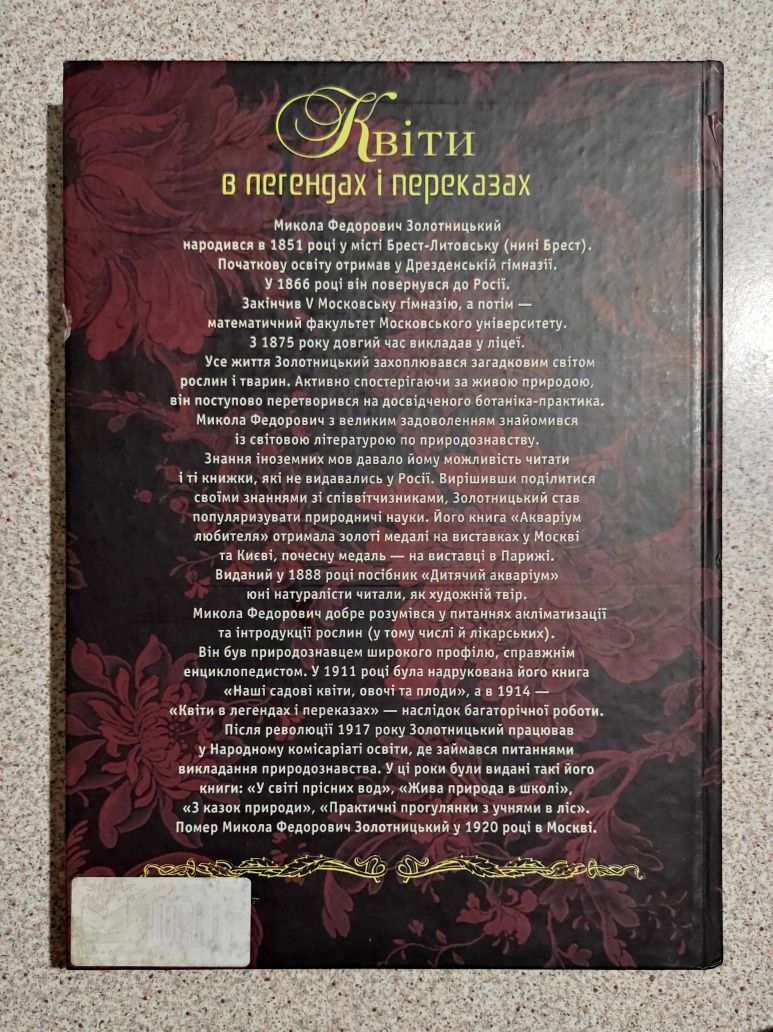 Квіти
в легендах і переказах
Микола Федорович Золотницький
народився в 1851 році у місті Брест-Литовську (нині Брест).
Початкову освіту отримав у Дрезденській гімназії.
У 1866 році він повернувся до Росії.
Закінчив V Московську гімназію, а потім —
математичний факультет Московського університету.
З 1875 року довгий час викладав у ліцеї.
Усе життя Золотницький захоплювався загадковим світом
рослин і тварин. Активно спостерігаючи за живою природою,
він поступово перетворився на досвідченого ботаніка-практика.
Микола Федорович з великим задоволенням знайомився
із світовою літературою по природознавству.
Знання іноземних мов давало йому можливість читати
і ті книжки, які не видавались у Росії. Вирішивши поділитися
своїми знаннями зі співвітчизниками, Золотницький став
популяризувати природничі науки. Його книга «Акваріум
любителя» отримала золоті медалі на виставках у Москві
та Києві, почесну медаль — на виставці в Парижі.
Виданий у 1888 році посібник «Дитячий акваріум»
юні натуралісти читали, як художній твір.
Микола Федорович добре розумівся у питаннях акліматизації
та інтродукції рослин (у тому числі й лікарських).
Він був природознавцем широкого профілю, справжнім
енциклопедистом. У 1911 році була надрукована його книга
«Наші садові квіти, овочі та плоди», а в 1914 —
«Квіти в легендах і переказах» — наслідок багаторічної роботи.
Після революції 1917 року Золотницький працював
у Народному комісаріаті освіти, де займався питаннями
викладання природознавства. У ці роки були видані такі його
книги: «У світі прісних вод», «Жива природа в школі»,
«З казок природи», «Практичні прогулянки з учнями в ліс».
Помер Микола Федорович Золотницький у 1920 році в Москві.